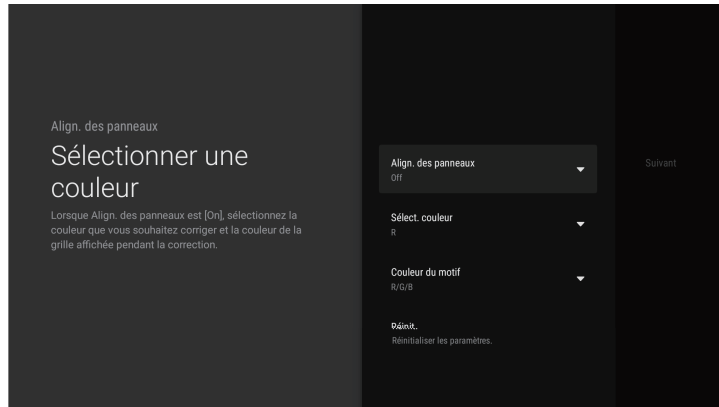 Align. des panneaux
Sélectionner une
couleur
Lorsque Align. des panneaux est [On], sélectionnez la
couleur que vous souhaitez corriger et la couleur de la
grille affichée pendant la correction.
Align. des panneaux
Off
Sélect. couleur
R
Couleur du motif
R/G/B
Réinit.
Réinitialiser les paramètres.
Suivant